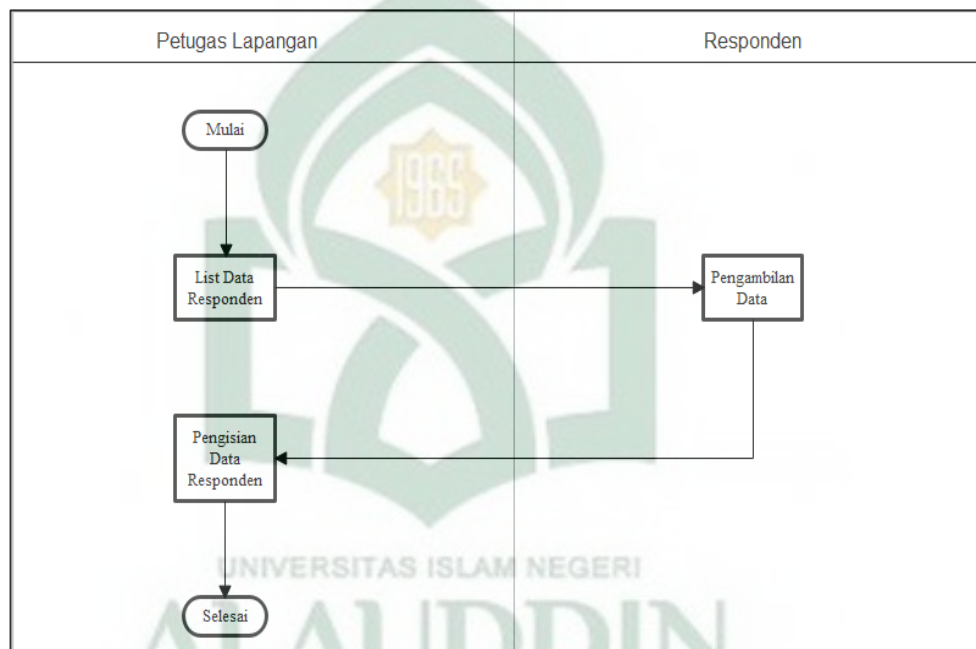 Petugas Lapangan
Responden
Mulai
1965
List Data
Responden
Pengambilan
Data
Pengisian
Data
Responden
UNIVERSITAS ISLAM NEGERI
Selesai
ALAUDDIN